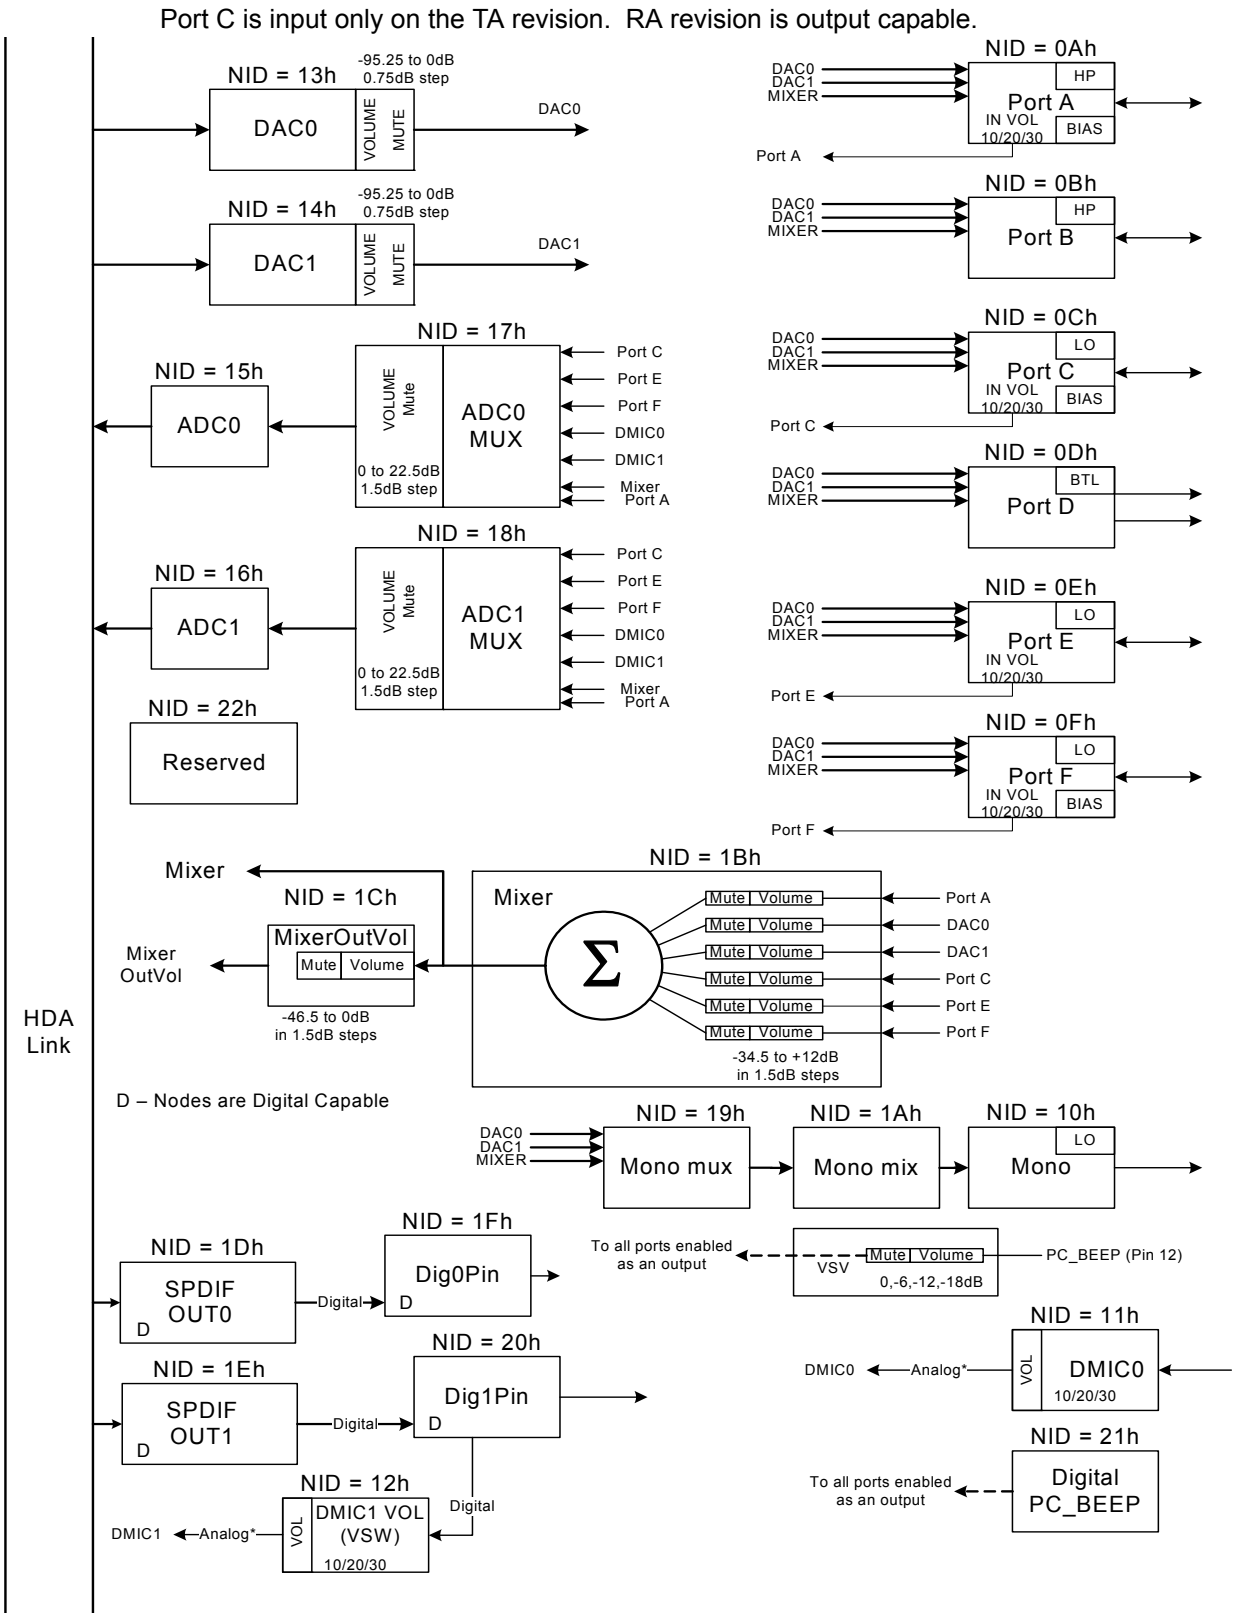 Port C is input only on the TA revision.  RA revision is output capable.
NID = 13h
-95.25 to 0dB
0.75dB step
DAC0
VOLUME
MUTE
DAC0
NID = 14h
-95.25 to 0dB
0.75dB step
DAC1
VOLUME
MUTE
DAC1
NID = 17h
VOLUME
Mute
0 to 22.5dB
1.5dB step
ADC0
MUX
Port C
Port E
Port F
DMIC0
DMIC1
Mixer
Port A
NID = 15h
ADC0
NID = 18h
VOLUME
Mute
0 to 22.5dB
1.5dB step
ADC1
MUX
Port C
Port E
Port F
DMIC0
DMIC1
Mixer
Port A
NID = 16h
ADC1
NID = 22h
Reserved
NID = 0Ah
DAC0
DAC1
MIXER
HP
Port A
IN VOL
10/20/30
BIAS
Port A
NID = 0Bh
DAC0
DAC1
MIXER
HP
Port B
NID = 0Ch
DAC0
DAC1
MIXER
LO
Port C
IN VOL
10/20/30
BIAS
Port C
NID = 0Dh
DAC0
DAC1
MIXER
BTL
Port D
NID = 0Eh
DAC0
DAC1
MIXER
LO
Port E
IN VOL
10/20/30
Port E
NID = 0Fh
DAC0
DAC1
MIXER
LO
Port F
IN VOL
10/20/30
BIAS
Port F
NID = 1Bh
Mixer
Σ
Mute Volume
Port A
Mute Volume
DAC0
Mute Volume
DAC1
Mute Volume
Port C
Mute Volume
Port E
Mute Volume
Port F
-34.5 to +12dB
in 1.5dB steps
Mixer
NID = 1Ch
MixerOutVol
Mute Volume
Mixer
OutVol
-46.5 to 0dB
in 1.5dB steps
HDA
Link
D – Nodes are Digital Capable
NID = 19h
DAC0
DAC1
MIXER
Mono mux
NID = 1Ah
Mono mix
NID = 10h
LO
Mono
To all ports enabled
as an output
VSV
Mute Volume
0,-6,-12,-18dB
PC_BEEP (Pin 12)
NID = 1Dh
SPDIF
OUT0
D
Digital
NID = 1Fh
Dig0Pin
D
NID = 1Eh
SPDIF
OUT1
D
Digital
NID = 20h
Dig1Pin
D
Digital
NID = 12h
VOL
DMIC1 VOL
(VSW)
10/20/30
Analog*
DMIC1
NID = 11h
VOL
DMIC0
10/20/30
Analog*
DMIC0
NID = 21h
Digital
PC_BEEP
To all ports enabled
as an output